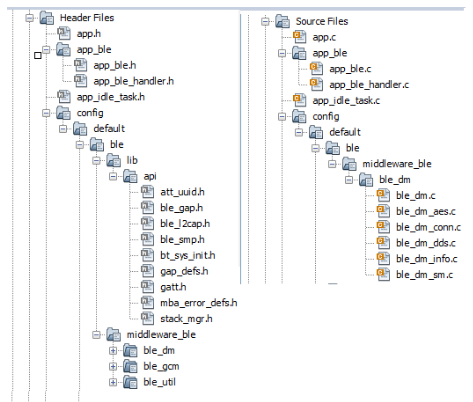 Header Files
app.h
app_ble
app_ble.h
app_ble_handler.h
app_idle_task.h
config
default
ble
lib
api
att_uuid.h
ble_gap.h
ble_l2cap.h
ble_smp.h
bt_sys_init.h
gap_defs.h
gatt.h
mba_error_defs.h
stack_mgr.h
middleware_ble
ble_dm
ble_gcm
ble_util
Source Files
app.c
app_ble
app_ble.c
app_ble_handler.c
app_idle_task.c
config
default
ble
middleware_ble
ble_dm
ble_dm.c
ble_dm_aes.c
ble_dm_conn.c
ble_dm_dds.c
ble_dm_info.c
ble_dm_sm.c